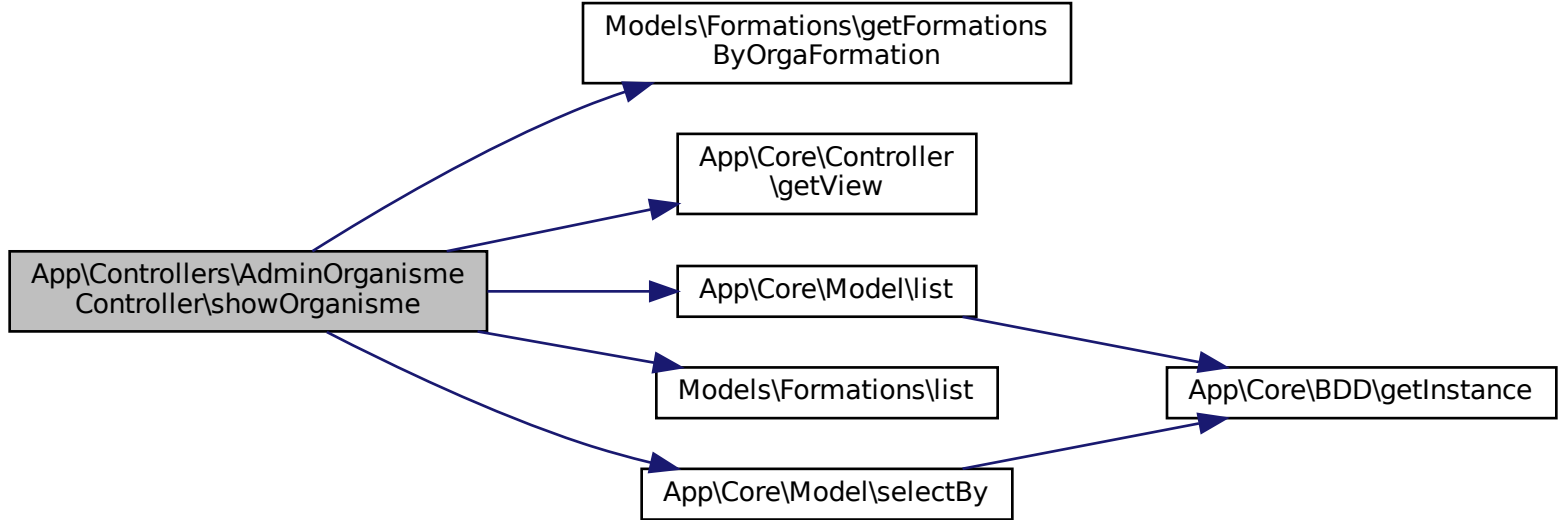 Models\Formations\getFormations
ByOrgaFormation
App\Core\Controller
\getView
App\Controllers\AdminOrganisme
Controller\showOrganisme
App\Core\Model\list
Models\Formations\list
App\Core\BDD\getInstance
App\Core\Model\selectBy